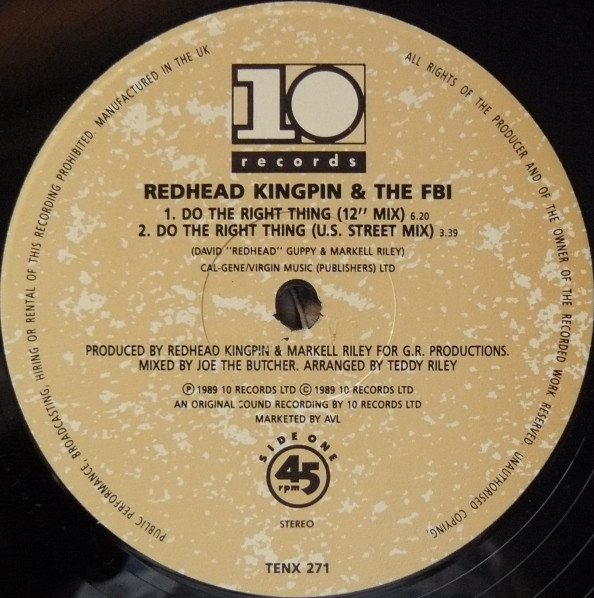 ALL RIGHTS OF THE PRODUCER AND OF THE OWNER OF THE RECORDED WORK RESERVED. UNAUTHORISED COPYING, PUBLIC PERFORMANCE, BROADCASTING, HIRING OR RENTAL OF THIS RECORDING PROHIBITED. MANUFACTURED IN THE UK
10
records
REDHEAD KINGPIN & THE FBI
1. DO THE RIGHT THING (12'' MIX) 6.20
2. DO THE RIGHT THING (U.S. STREET MIX) 3.39
(DAVID "REDHEAD" GUPPY & MARKELL RILEY)
CAL-GENE/VIRGIN MUSIC (PUBLISHERS) LTD
PRODUCED BY REDHEAD KINGPIN & MARKELL RILEY FOR G.R. PRODUCTIONS.
MIXED BY JOE THE BUTCHER. ARRANGED BY TEDDY RILEY
Ⓟ 1989 10 RECORDS LTD © 1989 10 RECORDS LTD
AN ORIGINAL SOUND RECORDING BY 10 RECORDS LTD
MARKETED BY AVL
SIDE ONE
45
rpm
STEREO
TENX 271